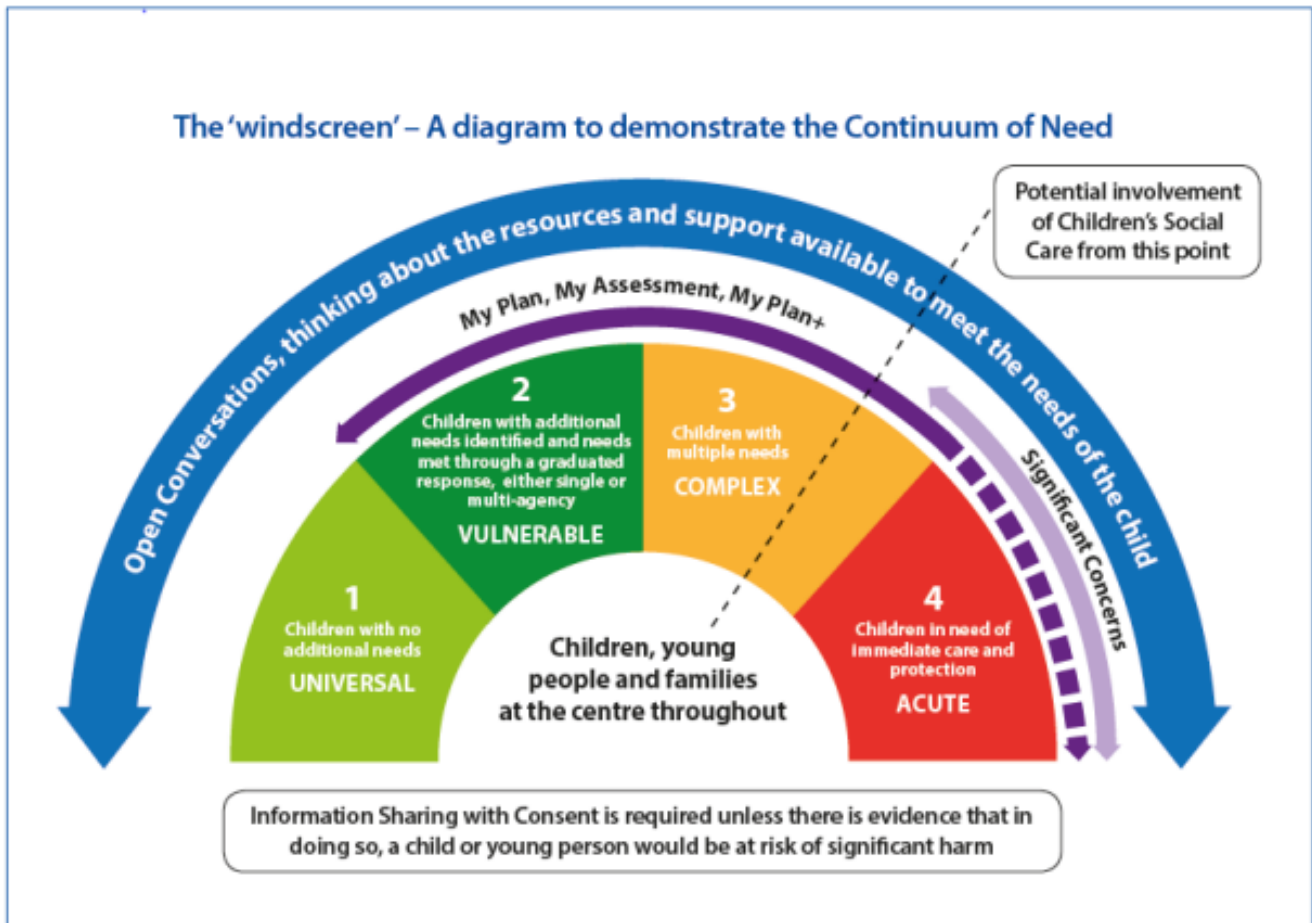 The 'windscreen' – A diagram to demonstrate the Continuum of Need
Potential involvement
of Children's Social
Care from this point
Open Conversations, thinking about the resources and support available to meet the needs of the child
My Plan, My Assessment, My Plan+
Significant Concerns
1
Children with no
additional needs
UNIVERSAL
2
Children with additional
needs identified and needs
met through a graduated
response, either single or
multi-agency
VULNERABLE
3
Children with
multiple needs
COMPLEX
4
Children in need of
immediate care and
protection
ACUTE
Children, young
people and families
at the centre throughout
Information Sharing with Consent is required unless there is evidence that in
doing so, a child or young person would be at risk of significant harm